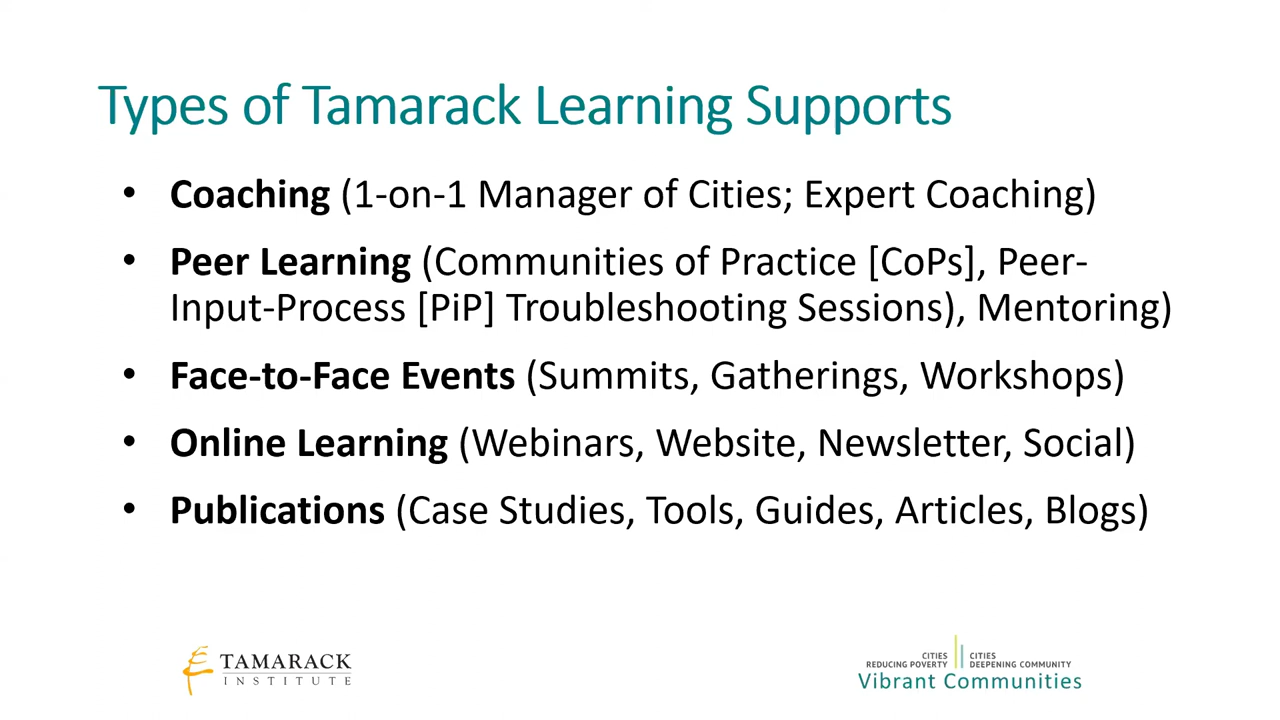 Types of Tamarack Learning Supports
• Coaching (1-on-1 Manager of Cities; Expert Coaching)
• Peer Learning (Communities of Practice [CoPs], Peer-
Input-Process [PiP] Troubleshooting Sessions), Mentoring)
• Face-to-Face Events (Summits, Gatherings, Workshops)
• Online Learning (Webinars, Website, Newsletter, Social)
• Publications (Case Studies, Tools, Guides, Articles, Blogs)
TAMARACK
INSTITUTE
CITIES
REDUCING POVERTY
CITIES
DEEPENING COMMUNITY
Vibrant Communities